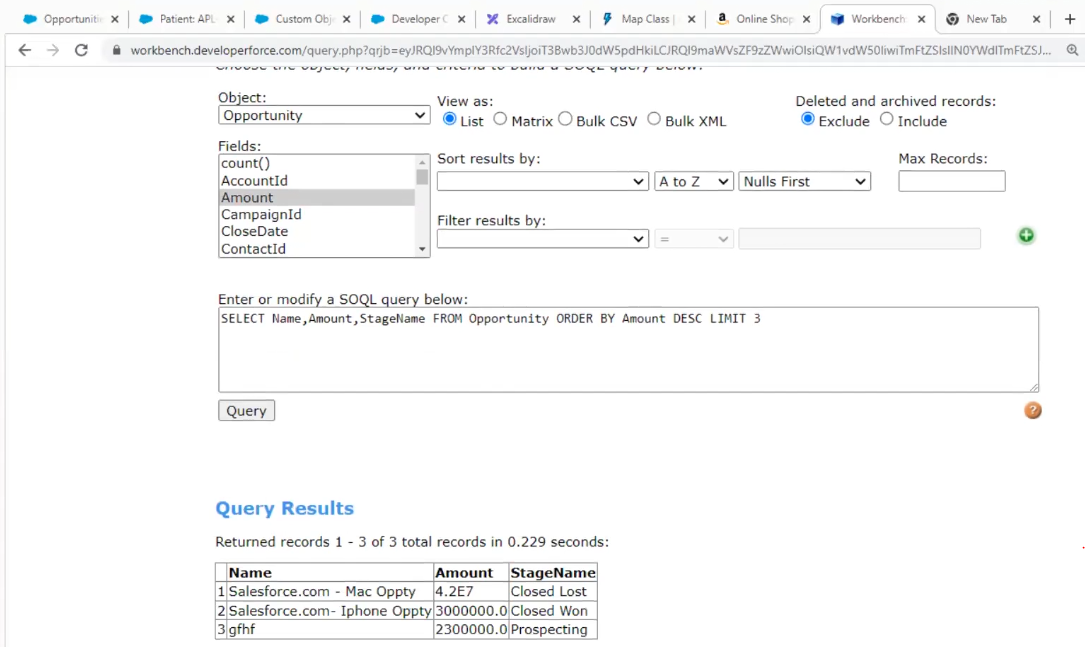 Opportunitie
Patient: APL-
Custom Obje
Developer C
Excalidraw
Map Class |
Online Shop
Workbench
New Tab
workbench.developerforce.com/query.php?qrjb=
Choose the object, fields, and criteria to build a SOQL query below:
Object:
View as:
Deleted and archived records:
Opportunity
List Matrix Bulk CSV Bulk XML
Exclude Include
Fields:
Sort results by:
Max Records:
count()
AccountId
A to Z
Nulls First
Amount
CampaignId
Filter results by:
CloseDate
=
ContactId
Enter or modify a SOQL query below:
SELECT Name,Amount,StageName FROM Opportunity ORDER BY Amount DESC LIMIT 3
Query
?
Query Results
Returned records 1 - 3 of 3 total records in 0.229 seconds:
Name Amount StageName
1 Salesforce.com - Mac Oppty 4.2E7 Closed Lost
2 Salesforce.com- Iphone Oppty 3000000.0 Closed Won
3 gfhf 2300000.0 Prospecting